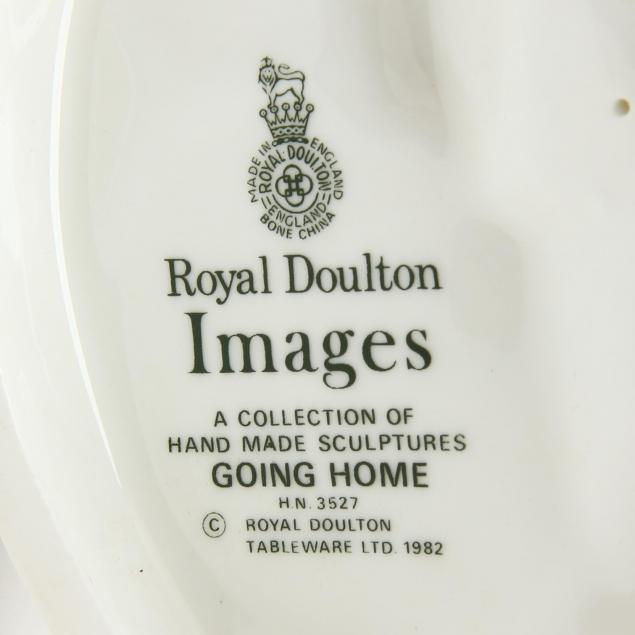 MADE IN ENGLAND
ROYAL·DOULTON
ENGLAND
BONE CHINA
Royal Doulton
Images
A COLLECTION OF
HAND MADE SCULPTURES
GOING HOME
H.N. 3527
© ROYAL DOULTON
TABLEWARE LTD. 1982